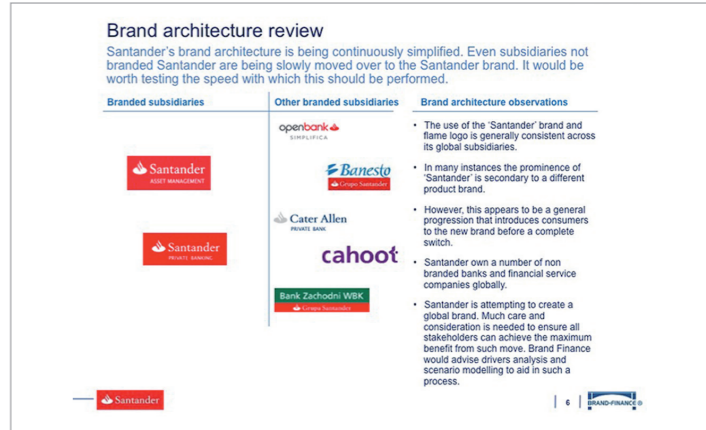 Brand architecture review
Santander's brand architecture is being continuously simplified. Even subsidiaries not
branded Santander are being slowly moved over to the Santander brand. It would be
worth testing the speed with which this should be performed.
Branded subsidiaries
Santander
ASSET MANAGEMENT
Santander
PRIVATE BANKING
Other branded subsidiaries
openbank
SIMPLIFICA
Banesto
Grupo Santander
Cater Allen
PRIVATE BANK
cahoot
Bank Zachodni WBK
Grupo Santander
Brand architecture observations
• The use of the 'Santander' brand and
flame logo is generally consistent across
its global subsidiaries.
• In many instances the prominence of
'Santander' is secondary to a different
product brand.
• However, this appears to be a general
progression that introduces consumers
to the new brand before a complete
switch.
• Santander own a number of non
branded banks and financial service
companies globally.
• Santander is attempting to create a
global brand. Much care and
consideration is needed to ensure all
stakeholders can achieve the maximum
benefit from such move. Brand Finance
would advise drivers analysis and
scenario modelling to aid in such a
process.
Santander
6
BRAND-FINANCE